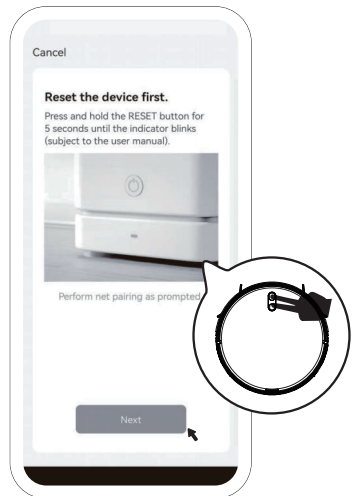 Cancel
Reset the device first.
Press and hold the RESET button for
5 seconds until the indicator blinks
(subject to the user manual).
Perform net pairing as prompted
Next